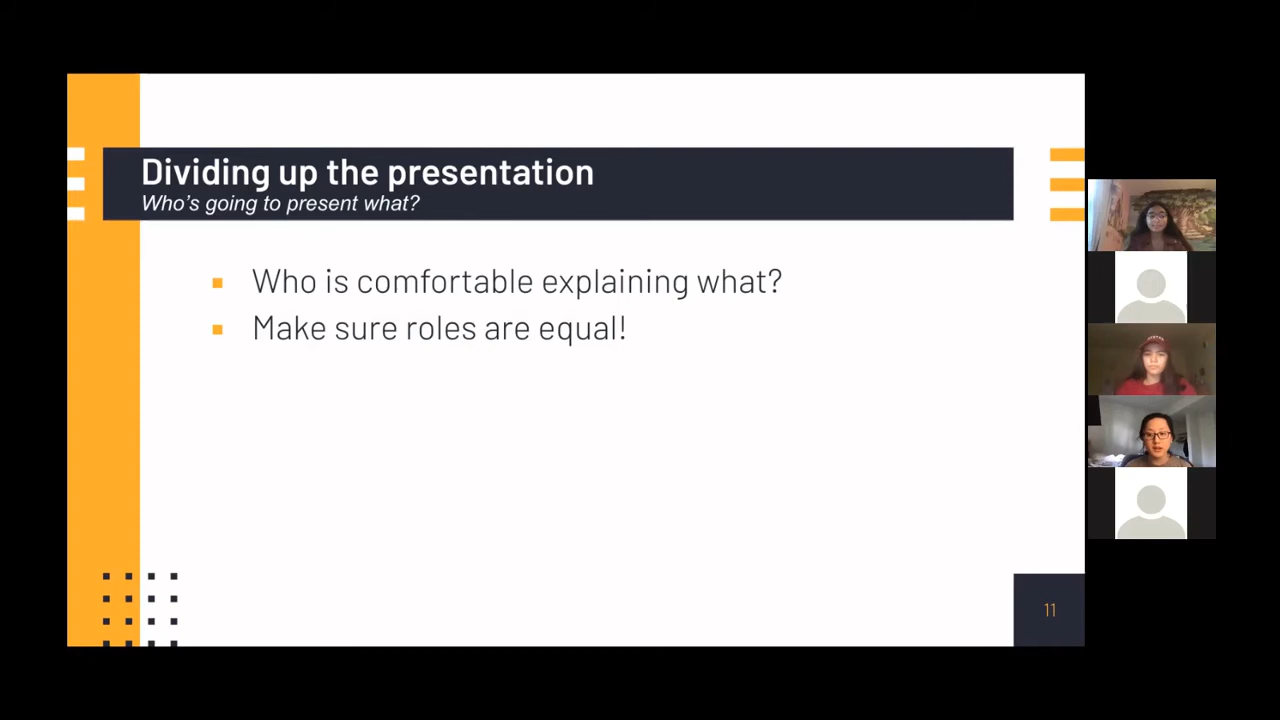 Dividing up the presentation
Who's going to present what?
Who is comfortable explaining what?
Make sure roles are equal!
11